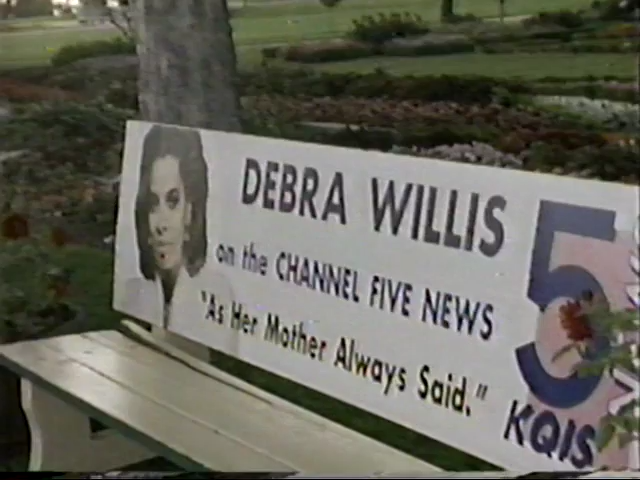 DEBRA WILLIS
on the CHANNEL FIVE NEWS
"As Her Mother Always Said."
5
KQIS